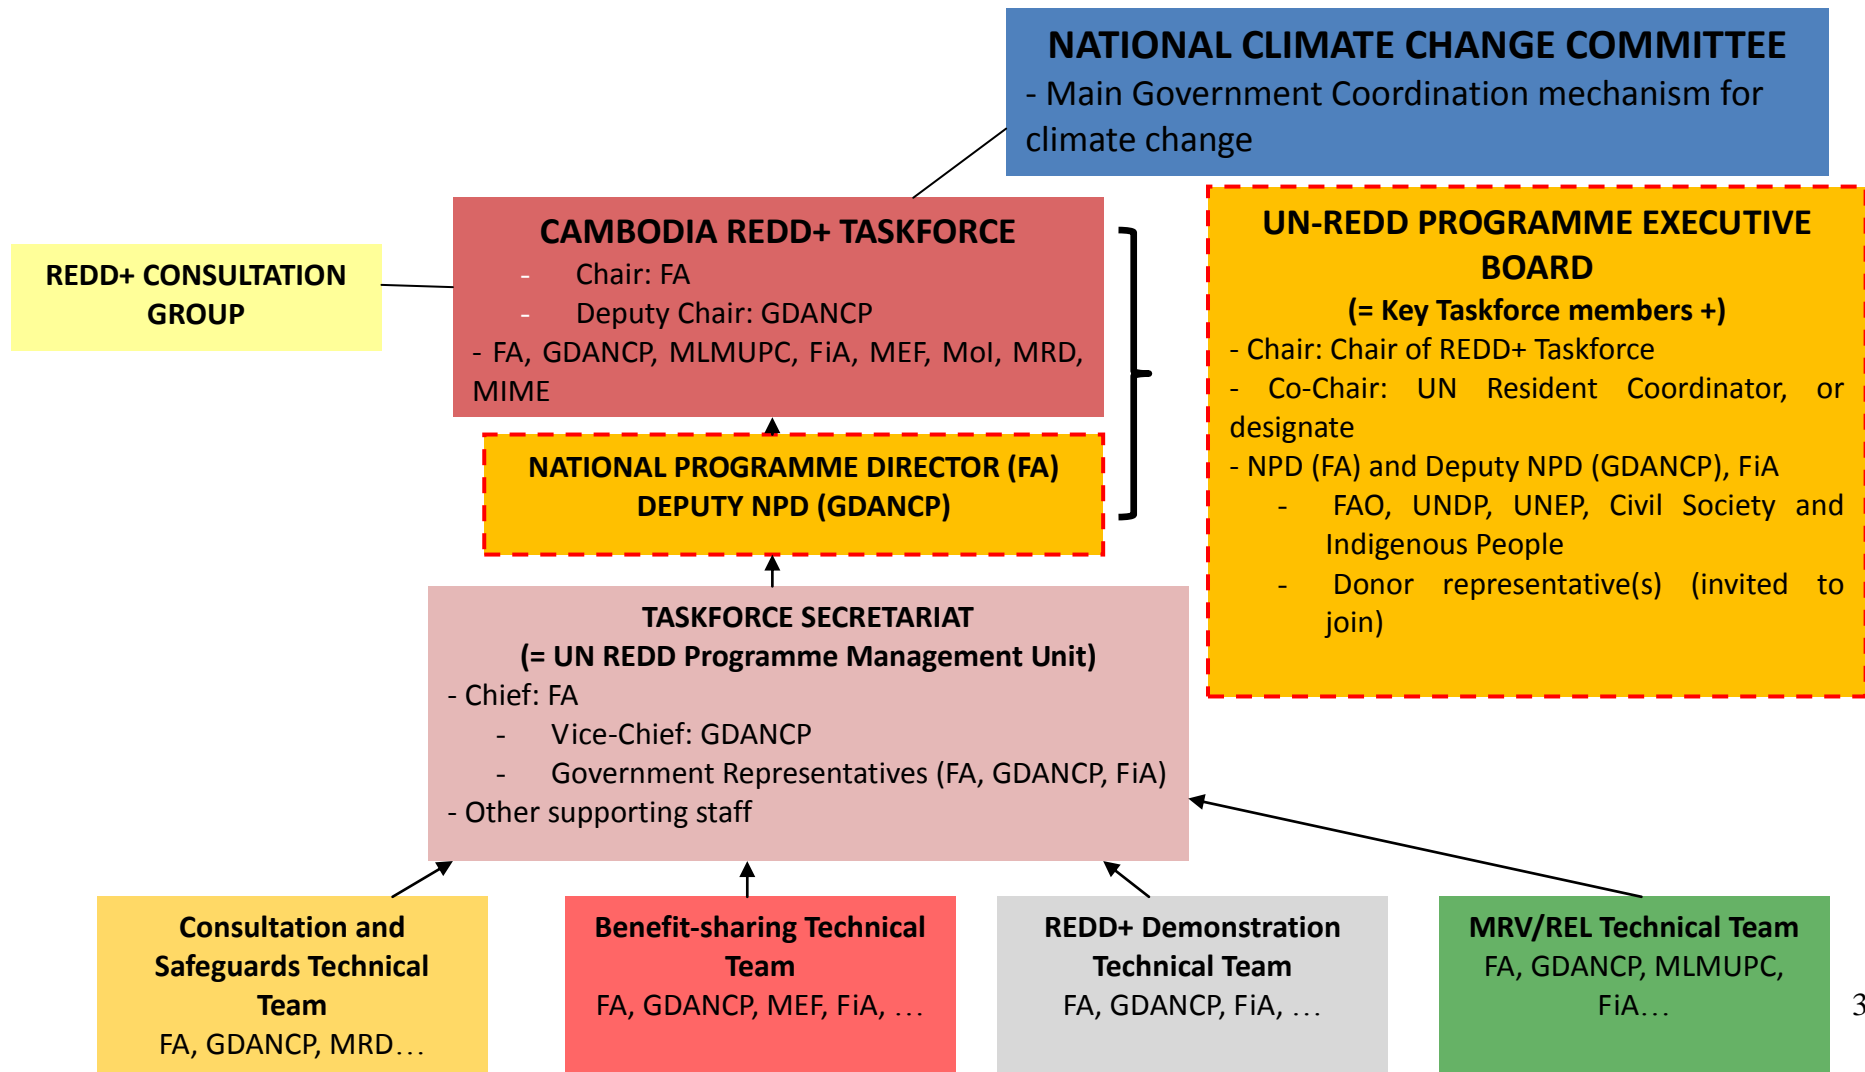 NATIONAL CLIMATE CHANGE COMMITTEE
- Main Government Coordination mechanism for
climate change
CAMBODIA REDD+ TASKFORCE
- Chair: FA
- Deputy Chair: GDANCP
- FA, GDANCP, MLMUPC, FiA, MEF, MoI, MRD,
MIME
REDD+ CONSULTATION
GROUP
UN-REDD PROGRAMME EXECUTIVE
BOARD
(= Key Taskforce members +)
- Chair: Chair of REDD+ Taskforce
- Co-Chair: UN Resident Coordinator, or
designate
- NPD (FA) and Deputy NPD (GDANCP), FiA
- FAO, UNDP, UNEP, Civil Society and
Indigenous People
- Donor representative(s) (invited to
join)
NATIONAL PROGRAMME DIRECTOR (FA)
DEPUTY NPD (GDANCP)
TASKFORCE SECRETARIAT
(= UN REDD Programme Management Unit)
- Chief: FA
- Vice-Chief: GDANCP
- Government Representatives (FA, GDANCP, FiA)
- Other supporting staff
Consultation and
Safeguards Technical
Team
FA, GDANCP, MRD…
Benefit-sharing Technical
Team
FA, GDANCP, MEF, FiA, …
REDD+ Demonstration
Technical Team
FA, GDANCP, FiA, …
MRV/REL Technical Team
FA, GDANCP, MLMUPC,
FiA…
3